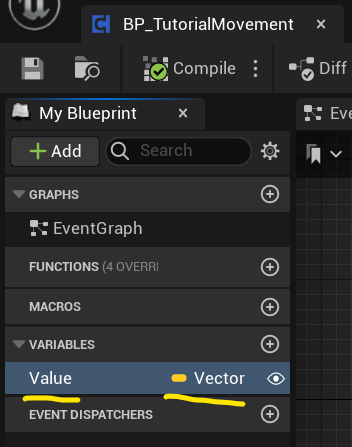 BP_TutorialMovement ×
Compile Diff
My Blueprint × Eve
Add Search
GRAPHS
EventGraph
FUNCTIONS (4 OVERRI
MACROS
VARIABLES
Value Vector
EVENT DISPATCHERS